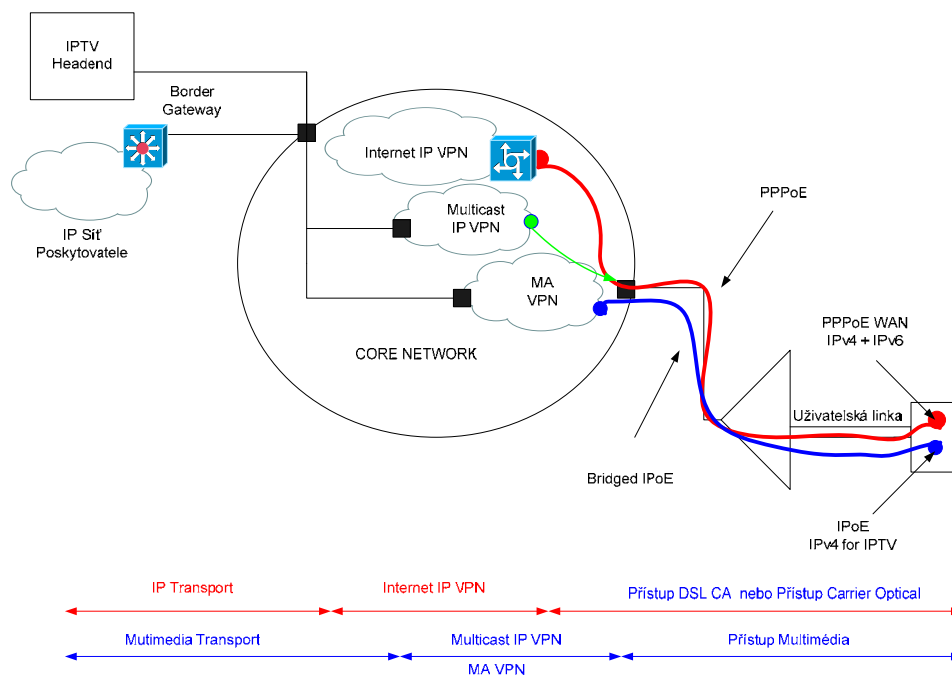 IPTV
Headend
Border
Gateway
IP Síť
Poskytovatele
Internet IP VPN
Multicast
IP VPN
MA
VPN
CORE NETWORK
PPPoE
PPPoE WAN
IPv4 + IPv6
Uživatelská linka
Bridged IPoE
IPoE
IPv4 for IPTV
IP Transport
Internet IP VPN
Přístup DSL CA nebo Přístup Carrier Optical
Mutimedia Transport
Multicast IP VPN
Přístup Multimédia
MA VPN